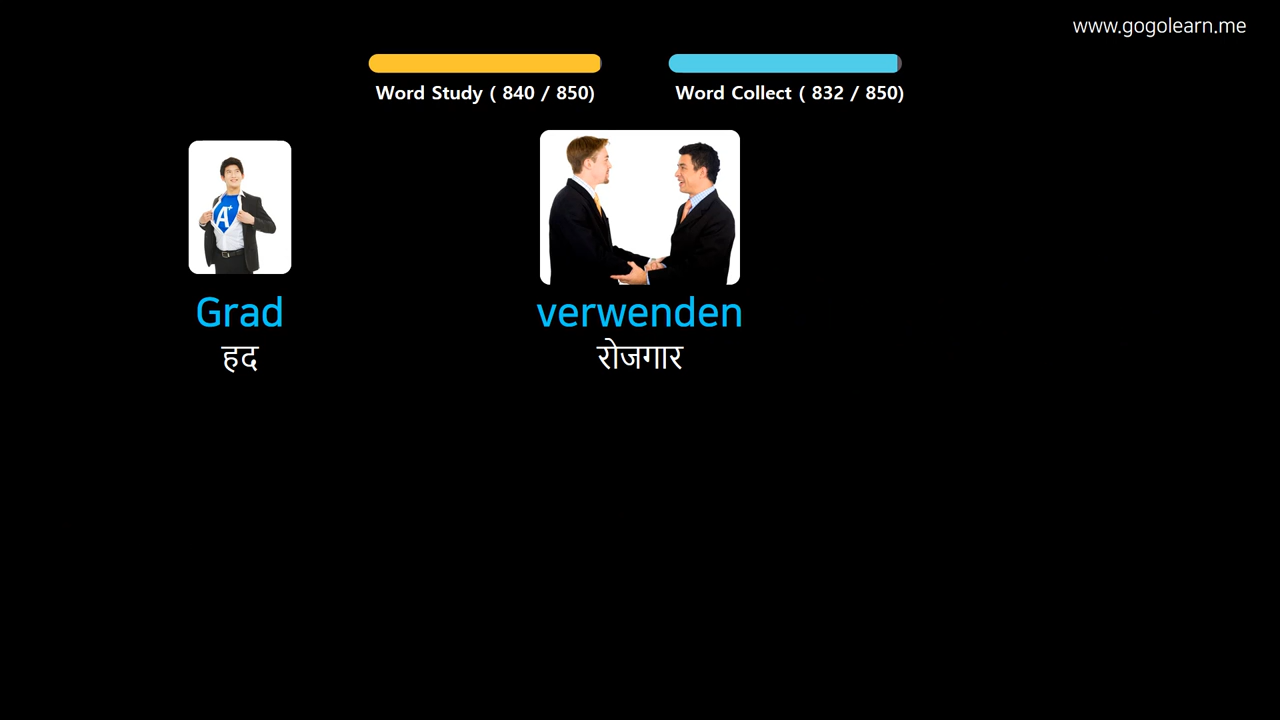 www.gogolearn.me
Word Study ( 840 / 850)
Word Collect ( 832 / 850)
A+
Grad
verwenden
हद
रोजगार